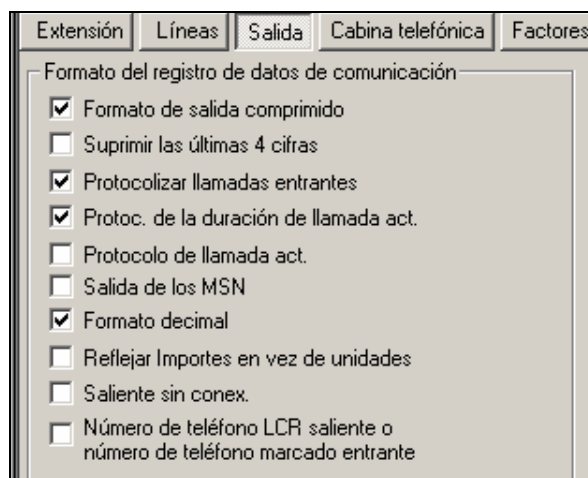 Extensión Líneas Salida Cabina telefónica Factores
Formato del registro de datos de comunicación
Formato de salida comprimido
Suprimir las últimas 4 cifras
Protocolizar llamadas entrantes
Protoc. de la duración de llamada act.
Protocolo de llamada act.
Salida de los MSN
Formato decimal
Reflejar Importes en vez de unidades
Saliente sin conex.
Número de teléfono LCR saliente o
número de teléfono marcado entrante